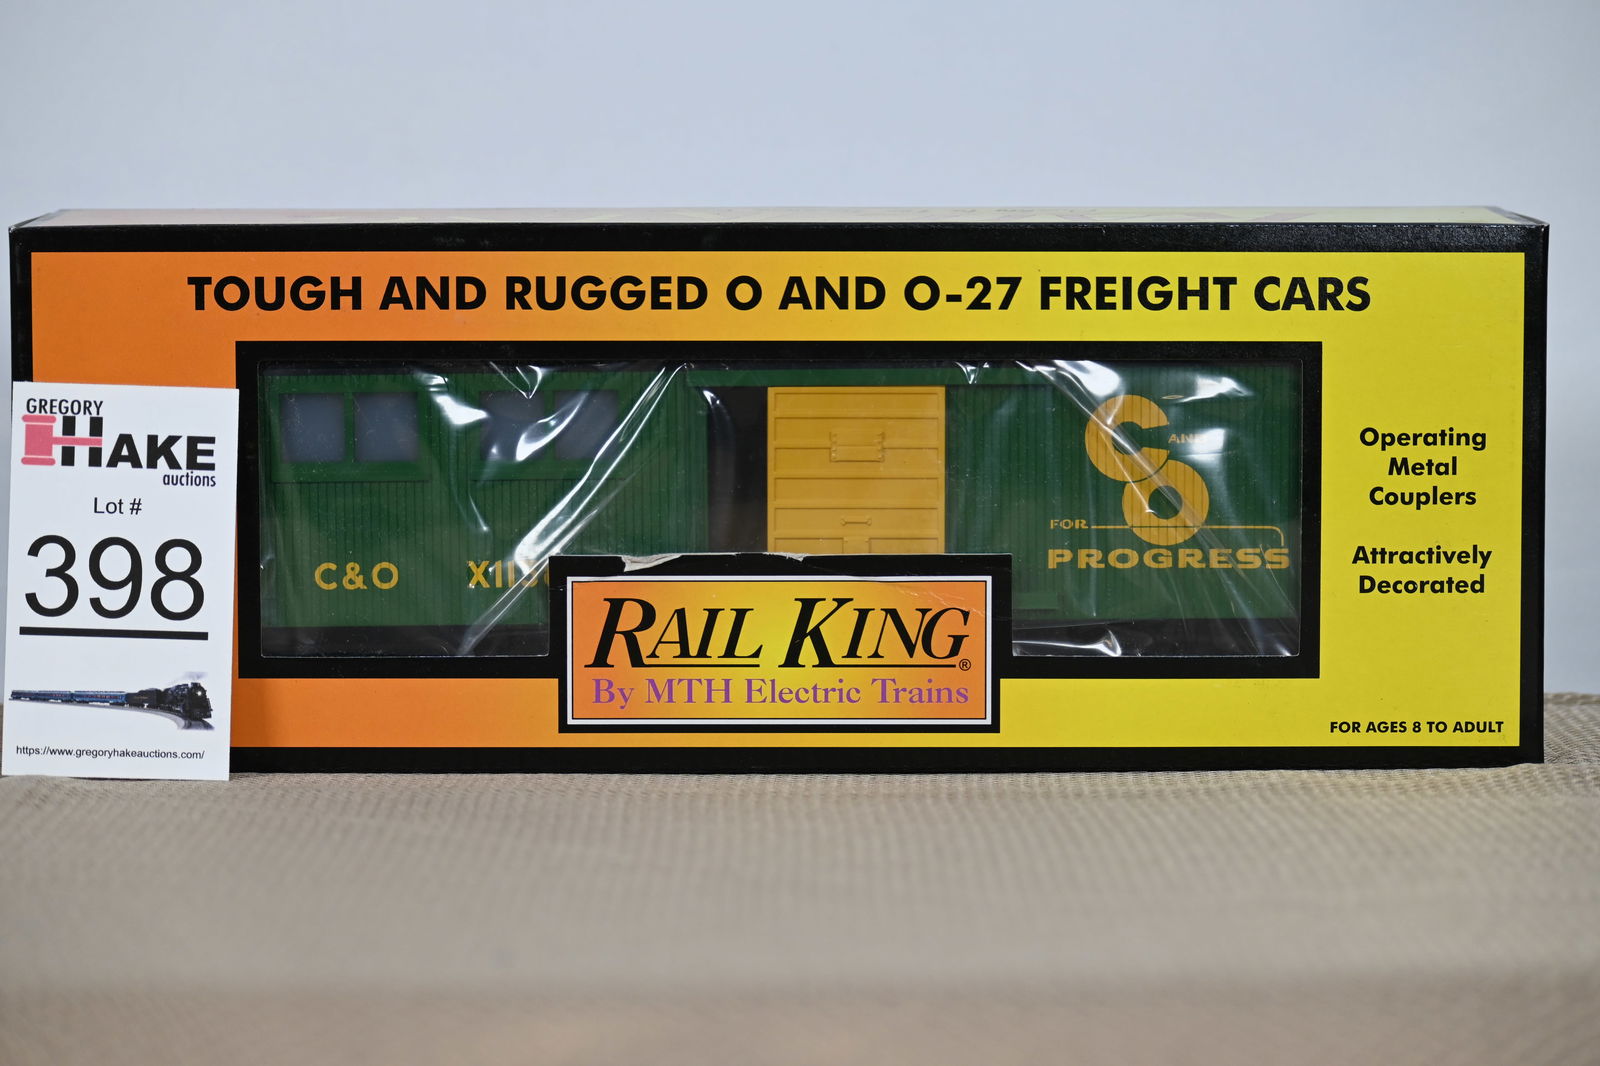 TOUGH AND RUGGED O AND O-27 FREIGHT CARS
GREGORY
HAKE
auctions
Lot #
398
https://www.gregoryhakeauctions.com/
C&O
C AND O
FOR
PROGRESS
RAIL KING®
By MTH Electric Trains
Operating
Metal
Couplers
Attractively
Decorated
FOR AGES 8 TO ADULT